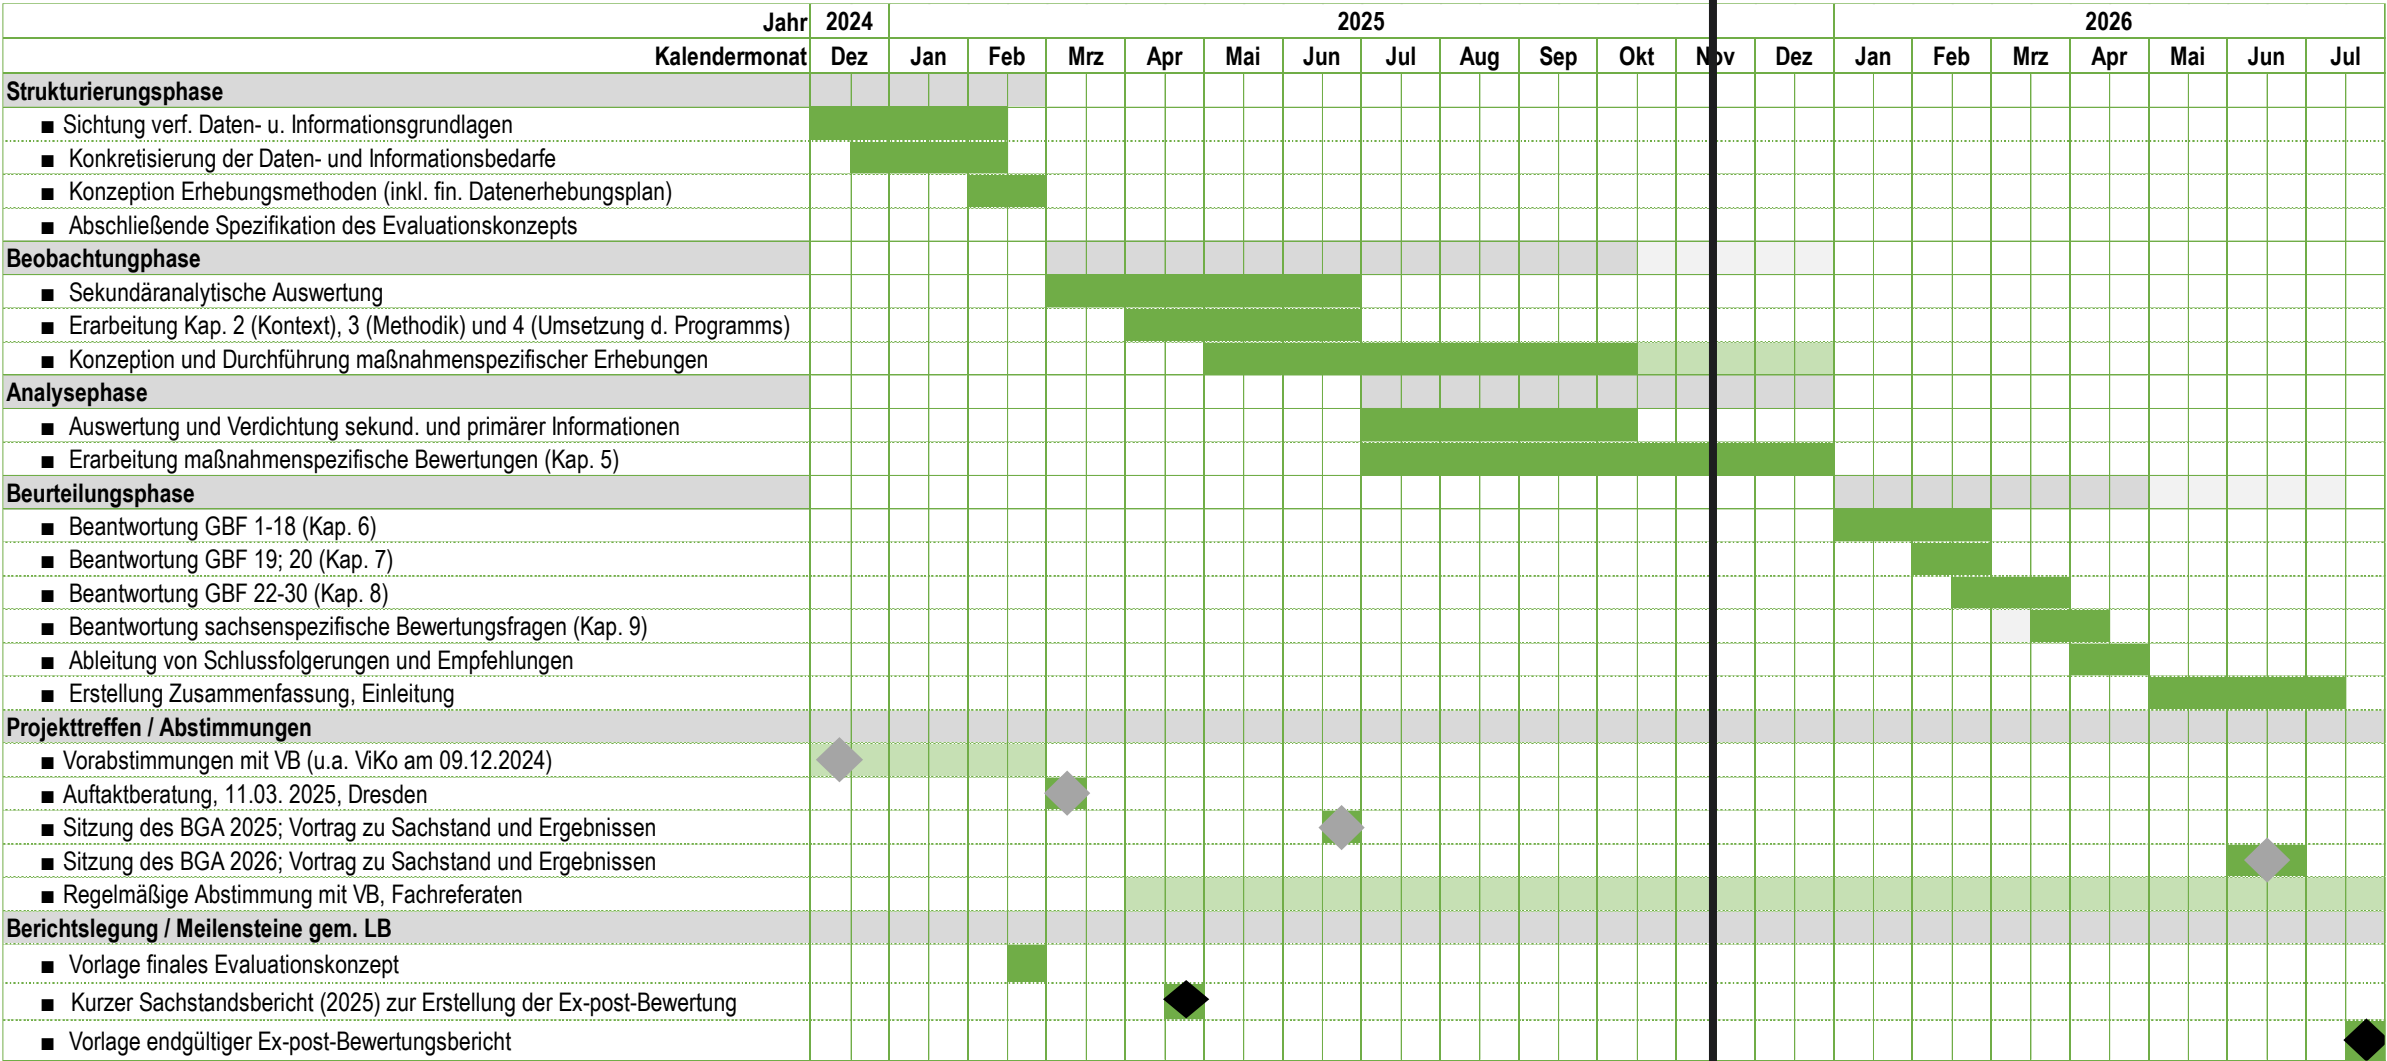 Jahr 2024 2025 2026
Kalendermonat Dez Jan Feb Mrz Apr Mai Jun Jul Aug Sep Okt Nov Dez Jan Feb Mrz Apr Mai Jun Jul
Strukturierungsphase
■ Sichtung verf. Daten- u. Informationsgrundlagen
■ Konkretisierung der Daten- und Informationsbedarfe
■ Konzeption Erhebungsmethoden (inkl. fin. Datenerhebungsplan)
■ Abschließende Spezifikation des Evaluationskonzepts
Beobachtungphase
■ Sekundäranalytische Auswertung
■ Erarbeitung Kap. 2 (Kontext), 3 (Methodik) und 4 (Umsetzung d. Programms)
■ Konzeption und Durchführung maßnahmenspezifischer Erhebungen
Analysephase
■ Auswertung und Verdichtung sekund. und primärer Informationen
■ Erarbeitung maßnahmenspezifische Bewertungen (Kap. 5)
Beurteilungsphase
■ Beantwortung GBF 1-18 (Kap. 6)
■ Beantwortung GBF 19; 20 (Kap. 7)
■ Beantwortung GBF 22-30 (Kap. 8)
■ Beantwortung sachsenspezifische Bewertungsfragen (Kap. 9)
■ Ableitung von Schlussfolgerungen und Empfehlungen
■ Erstellung Zusammenfassung, Einleitung
Projekttreffen / Abstimmungen
■ Vorabstimmungen mit VB (u.a. ViKo am 09.12.2024)
■ Auftaktberatung, 11.03. 2025, Dresden
■ Sitzung des BGA 2025; Vortrag zu Sachstand und Ergebnissen
■ Sitzung des BGA 2026; Vortrag zu Sachstand und Ergebnissen
■ Regelmäßige Abstimmung mit VB, Fachreferaten
Berichtslegung / Meilensteine gem. LB
■ Vorlage finales Evaluationskonzept
■ Kurzer Sachstandsbericht (2025) zur Erstellung der Ex-post-Bewertung
■ Vorlage endgültiger Ex-post-Bewertungsbericht